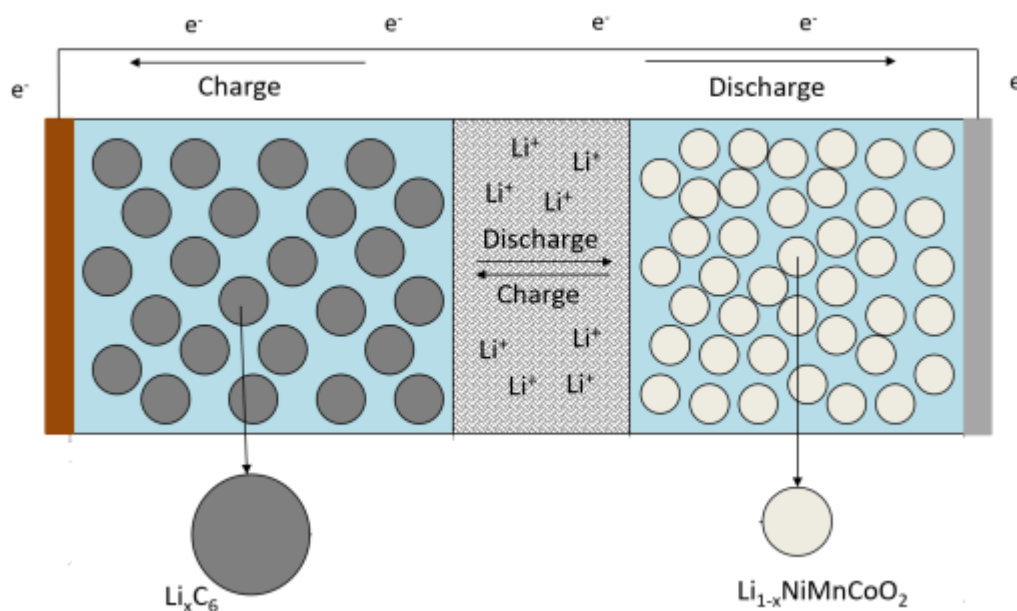 e⁻ e⁻ e⁻ e⁻
Charge Discharge
e⁻ e
Li⁺
Li⁺
Li⁺
Li⁺
Discharge
Charge
Li⁺
Li⁺
Li⁺ Li⁺
LiₓC₆ Li₁₋ₓNiMnCoO₂